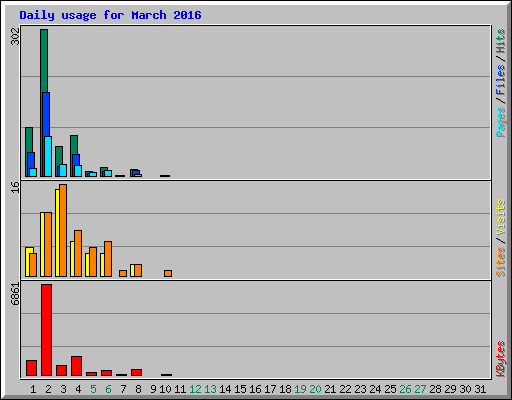 Daily usage for March 2016
302
Pages/Files/Hits
16
Sites/Visits
6861
KBytes
1 2 3 4 5 6 7 8 9 10 11 12 13 14 15 16 17 18 19 20 21 22 23 24 25 26 27 28 29 30 31